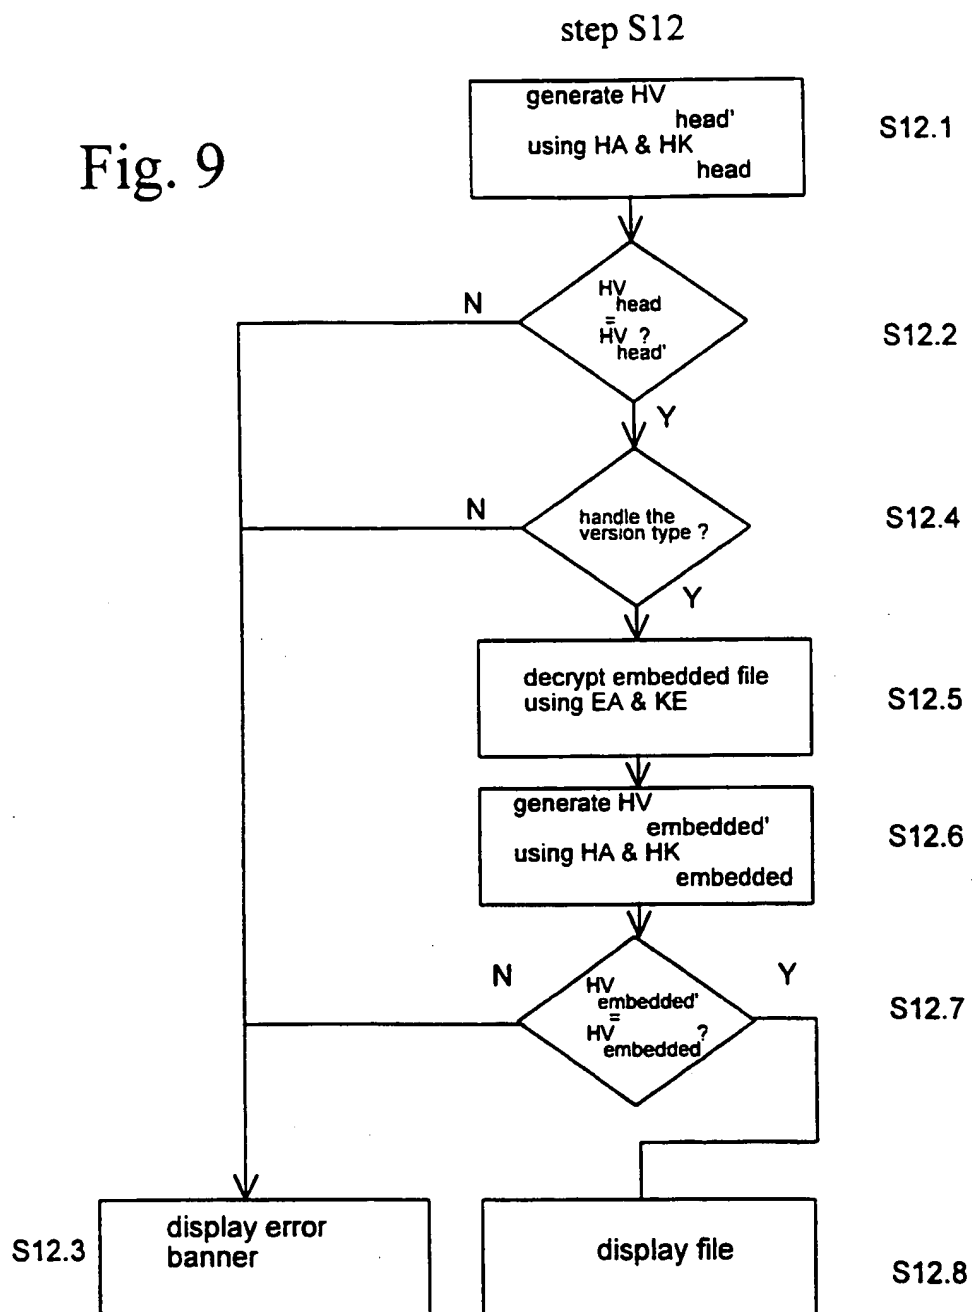 step S12
Fig. 9
generate HV
head'
using HA & HK
head
S12.1
N
HV
head
=
HV ?
head'
S12.2
Y
N
handle the
version type ?
S12.4
Y
decrypt embedded file
using EA & KE
S12.5
generate HV
embedded'
using HA & HK
embedded
S12.6
N
HV
embedded'
=
HV
embedded?
Y
S12.7
S12.3
display error
banner
display file
S12.8